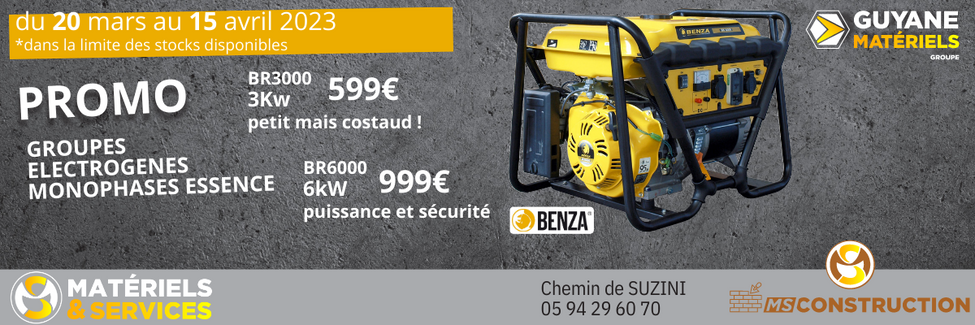 du 20 mars au 15 avril 2023
*dans la limite des stocks disponibles
PROMO
GROUPES
ELECTROGENES
MONOPHASES ESSENCE
BR3000
3Kw
599€
petit mais costaud !
BR6000
6kW
999€
puissance et sécurité
BENZA
BENZA
GUYANE
MATÉRIELS
GROUPE
MATÉRIELS
& SERVICES
Chemin de SUZINI
05 94 29 60 70
MSCONSTRUCTION